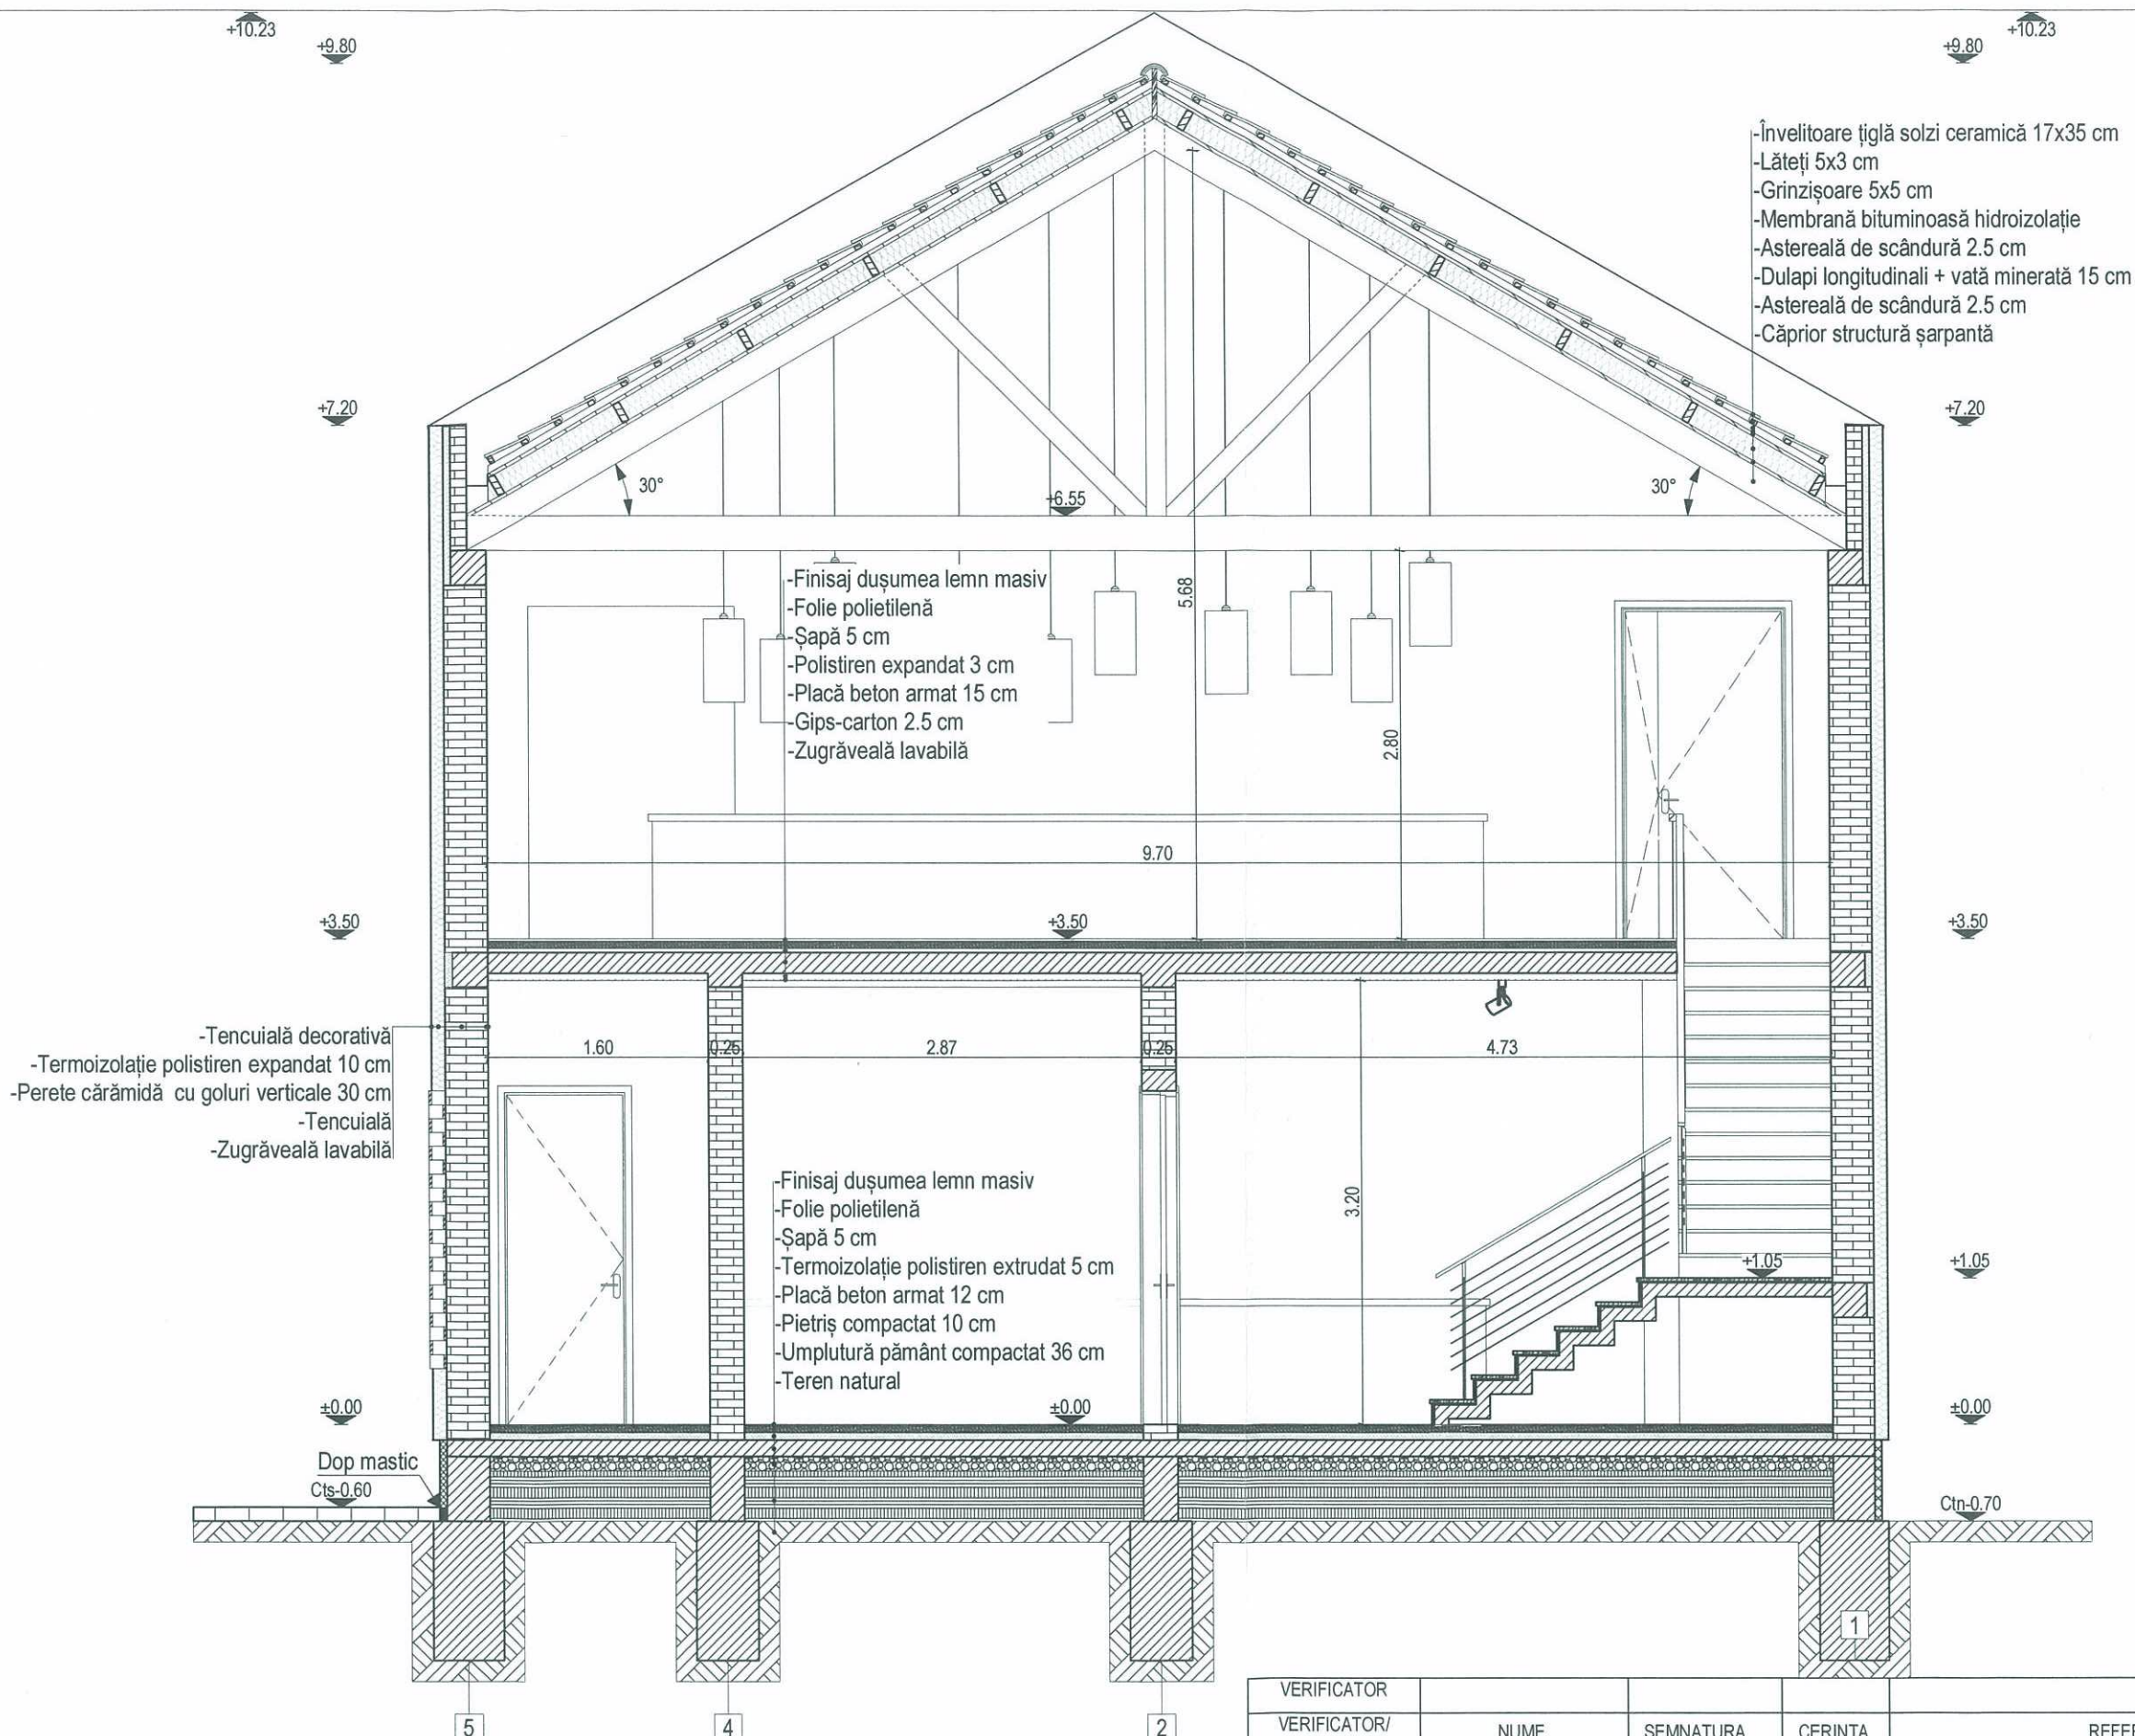 +10.23
+10.23
+9.80
+9.80
-Învelitoare țiglă solzi ceramică 17x35 cm
-Lăteți 5x3 cm
-Grinzișoare 5x5 cm
-Membrană bituminoasă hidroizolație
-Astereală de scândură 2.5 cm
-Dulapi longitudinali + vată minerată 15 cm
-Astereală de scândură 2.5 cm
-Căprior structură șarpantă
+7.20
+7.20
30°
30°
+6.55
-Finisaj dușumea lemn masiv
-Folie polietilenă
-Șapă 5 cm
-Polistiren expandat 3 cm
-Placă beton armat 15 cm
-Gips-carton 2.5 cm
-Zugrăveală lavabilă
5.68
2.80
9.70
+3.50
+3.50
+3.50
-Tencuială decorativă
-Termoizolație polistiren expandat 10 cm
-Perete cărămidă cu goluri verticale 30 cm
-Tencuială
-Zugrăveală lavabilă
1.60
0.25
2.87
0.25
4.73
-Finisaj dușumea lemn masiv
-Folie polietilenă
-Șapă 5 cm
-Termoizolație polistiren extrudat 5 cm
-Placă beton armat 12 cm
-Pietriș compactat 10 cm
-Umplutură pământ compactat 36 cm
-Teren natural
3.20
+1.05
+1.05
±0.00
±0.00
±0.00
Dop mastic
Cts-0.60
Ctn-0.70
1
5
4
2
VERIFICATOR
VERIFICATOR/
NUME
SEMNATURA
CERINTA